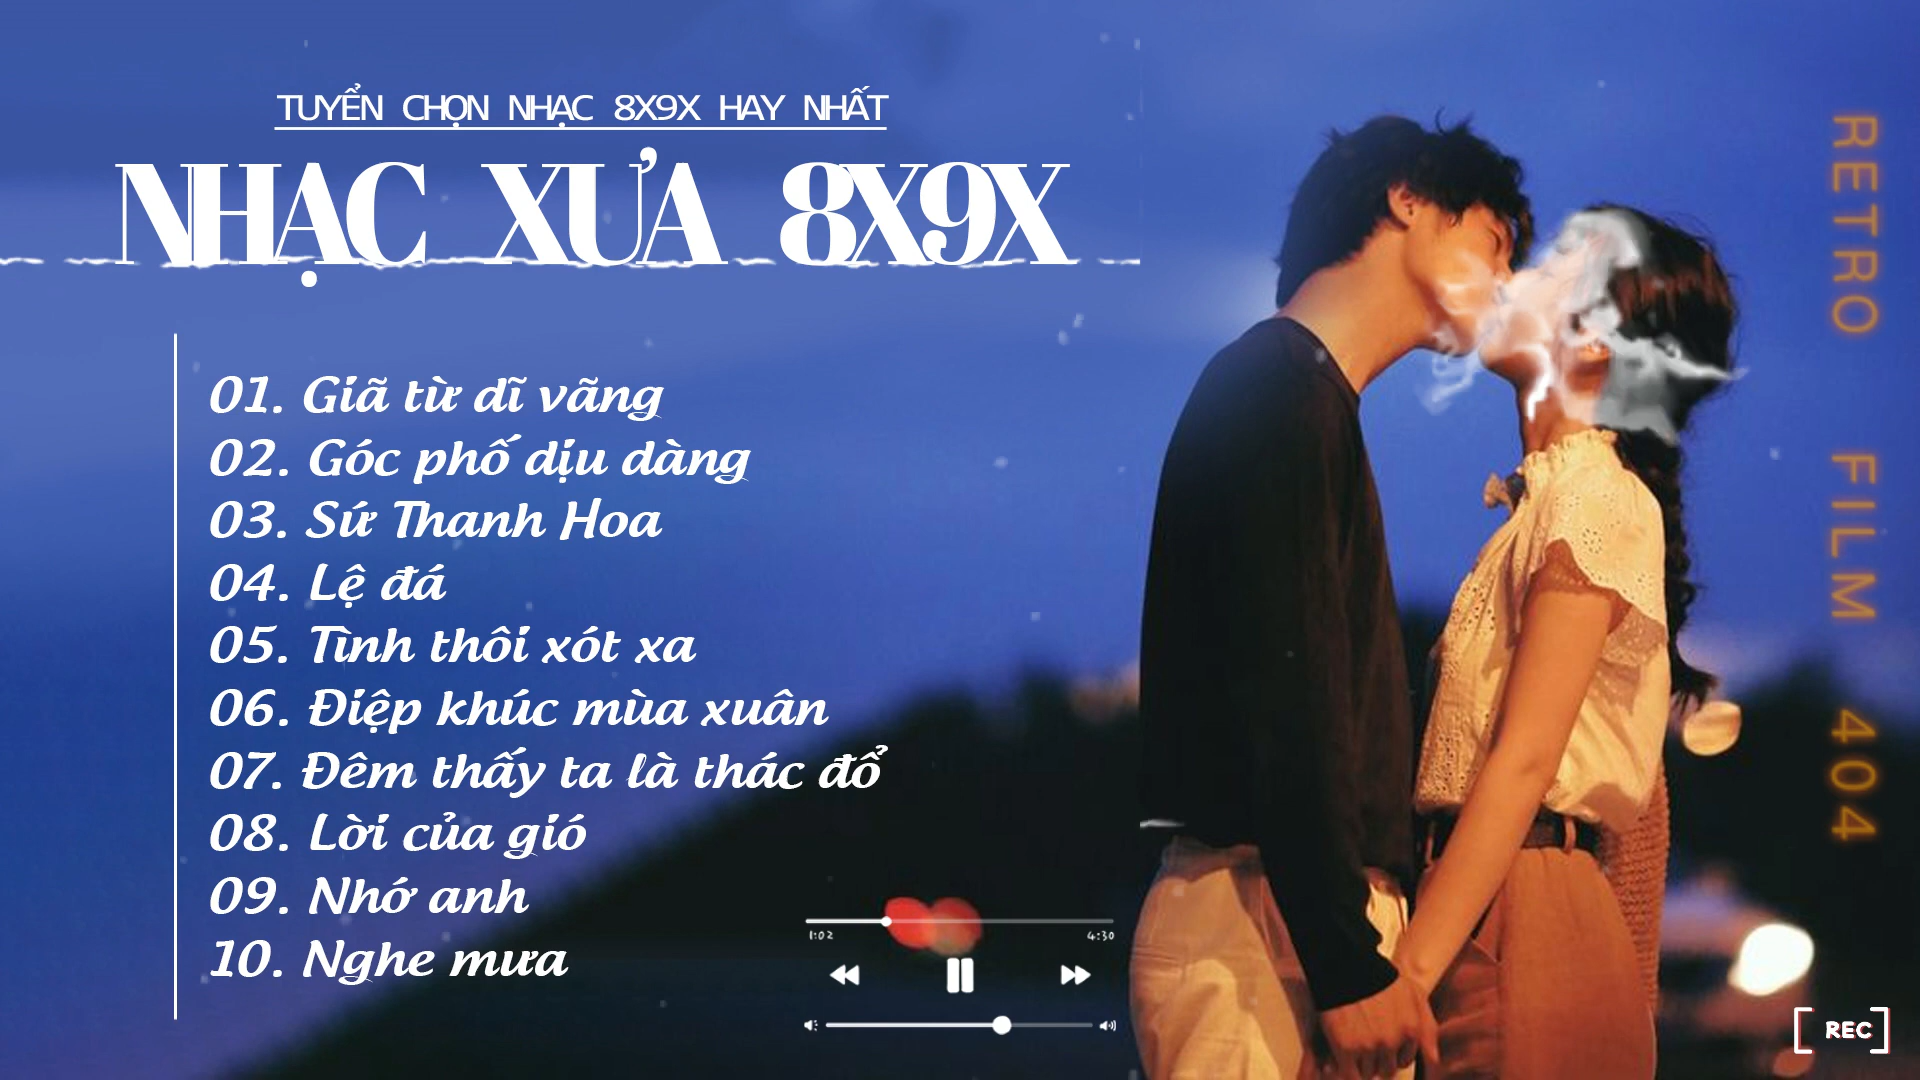 TUYỂN CHỌN NHẠC 8X9X HAY NHẤT
NHẠC XƯA 8X9X
01. Giã từ dĩ vãng
02. Góc phố dịu dàng
03. Sứ Thanh Hoa
04. Lệ đá
05. Tình thôi xót xa
06. Điệp khúc mùa xuân
07. Đêm thấy ta là thác đổ
08. Lời của gió
09. Nhớ anh
10. Nghe mưa
1:02
4:30
RETRO FILM 404
REC